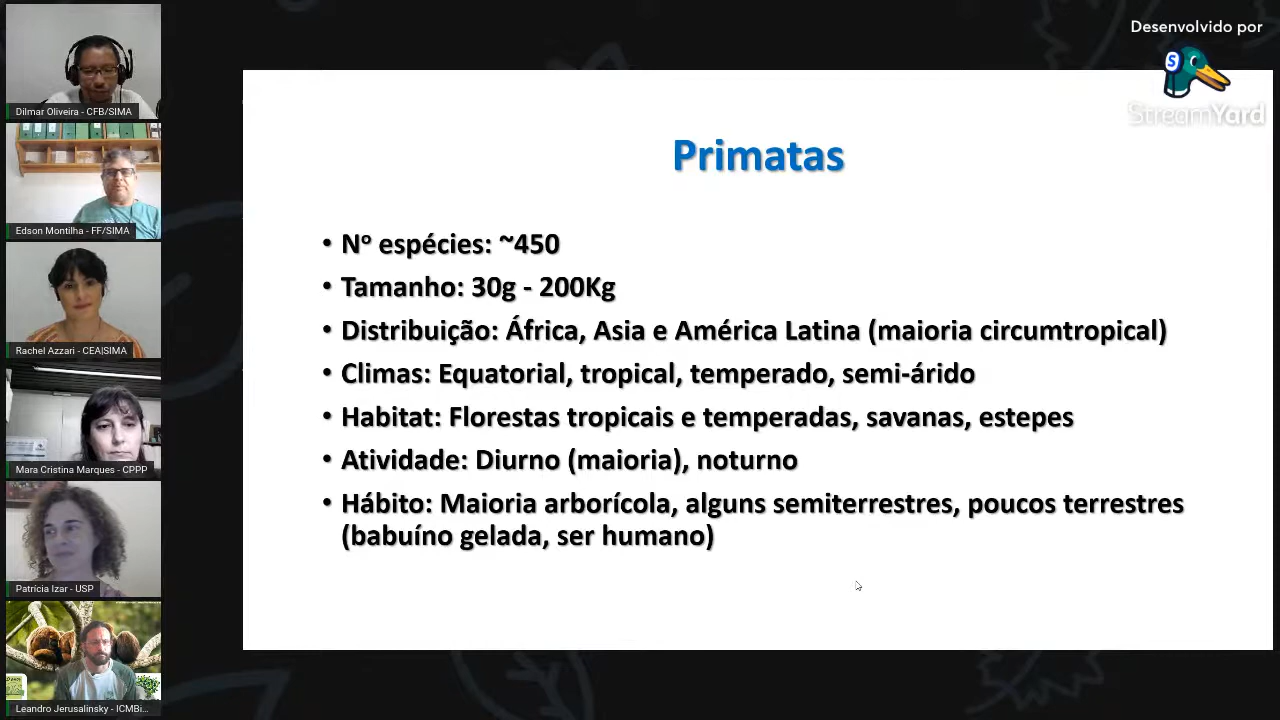 Desenvolvido por
S
StreamYard
Dilmar Oliveira - CFB/SIMA
Edson Montilha - FF/SIMA
Rachel Azzari - CEA|SIMA
Mara Cristina Marques - CPPP
Patrícia Izar - USP
Leandro Jerusalinsky - ICMBi...
Primatas
• Nº espécies: ~450
• Tamanho: 30g - 200Kg
• Distribuição: África, Asia e América Latina (maioria circumtropical)
• Climas: Equatorial, tropical, temperado, semi-árido
• Habitat: Florestas tropicais e temperadas, savanas, estepes
• Atividade: Diurno (maioria), noturno
• Hábito: Maioria arborícola, alguns semiterrestres, poucos terrestres
(babuíno gelada, ser humano)